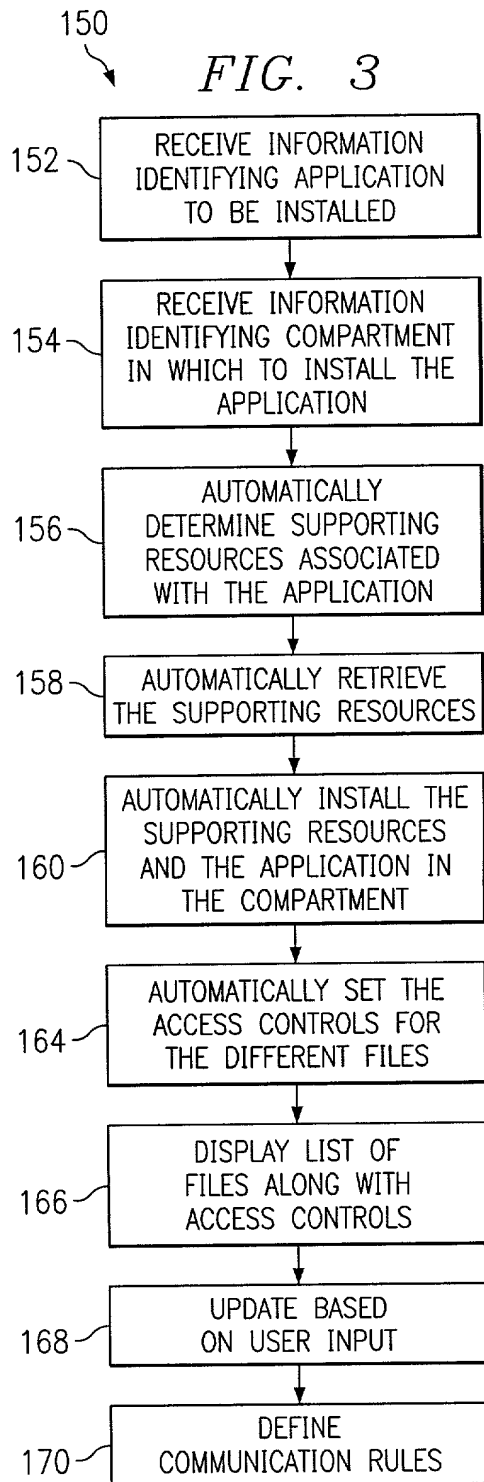 150
FIG. 3
152
RECEIVE INFORMATION
IDENTIFYING APPLICATION
TO BE INSTALLED
154
RECEIVE INFORMATION
IDENTIFYING COMPARTMENT
IN WHICH TO INSTALL THE
APPLICATION
156
AUTOMATICALLY
DETERMINE SUPPORTING
RESOURCES ASSOCIATED
WITH THE APPLICATION
158
AUTOMATICALLY RETRIEVE
THE SUPPORTING RESOURCES
160
AUTOMATICALLY INSTALL THE
SUPPORTING RESOURCES
AND THE APPLICATION IN
THE COMPARTMENT
164
AUTOMATICALLY SET THE
ACCESS CONTROLS FOR
THE DIFFERENT FILES
166
DISPLAY LIST OF
FILES ALONG WITH
ACCESS CONTROLS
168
UPDATE BASED
ON USER INPUT
170
DEFINE
COMMUNICATION RULES